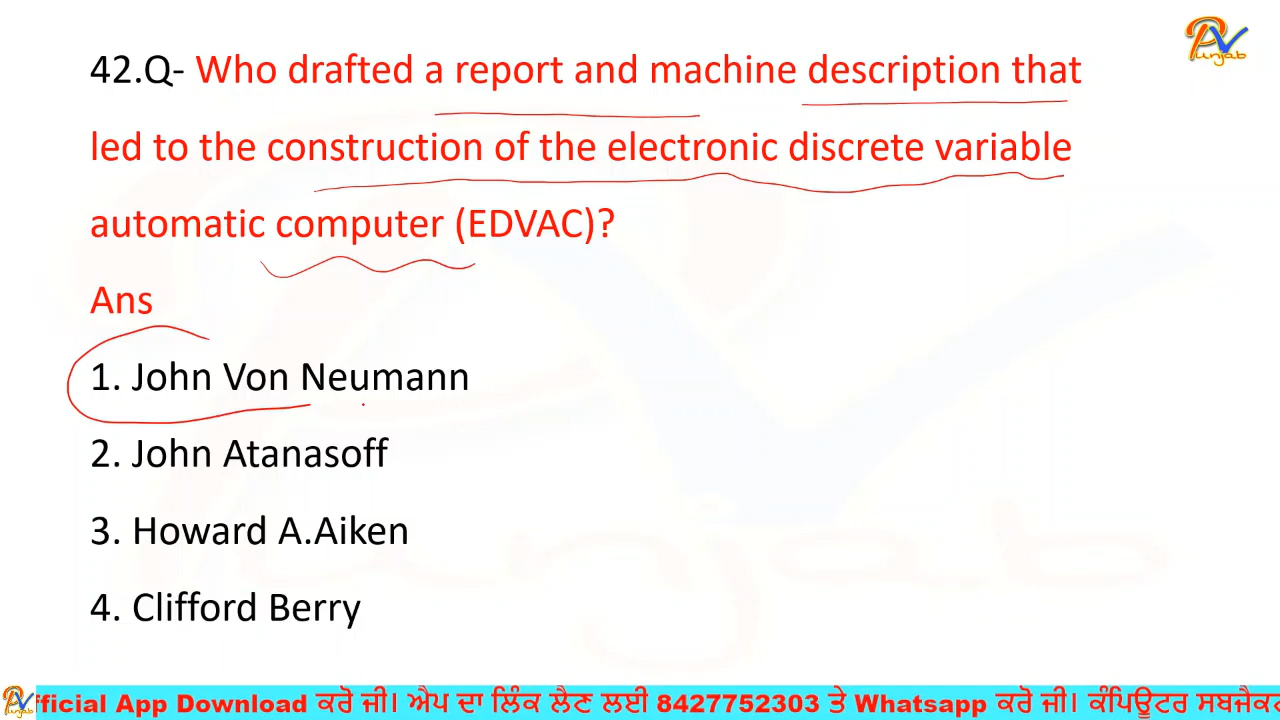 PV
unjab
42.Q- Who drafted a report and machine description that
led to the construction of the electronic discrete variable
automatic computer (EDVAC)?
Ans
1. John Von Neumann
2. John Atanasoff
3. Howard A.Aiken
4. Clifford Berry
fficial App Download ਕਰੋ ਜੀ। ਐਪ ਦਾ ਲਿੰਕ ਲੈਣ ਲਈ 8427752303 ਤੇ Whatsapp ਕਰੋ ਜੀ। ਕੰਪਿਊਟਰ ਸਬਜੈਕਟ